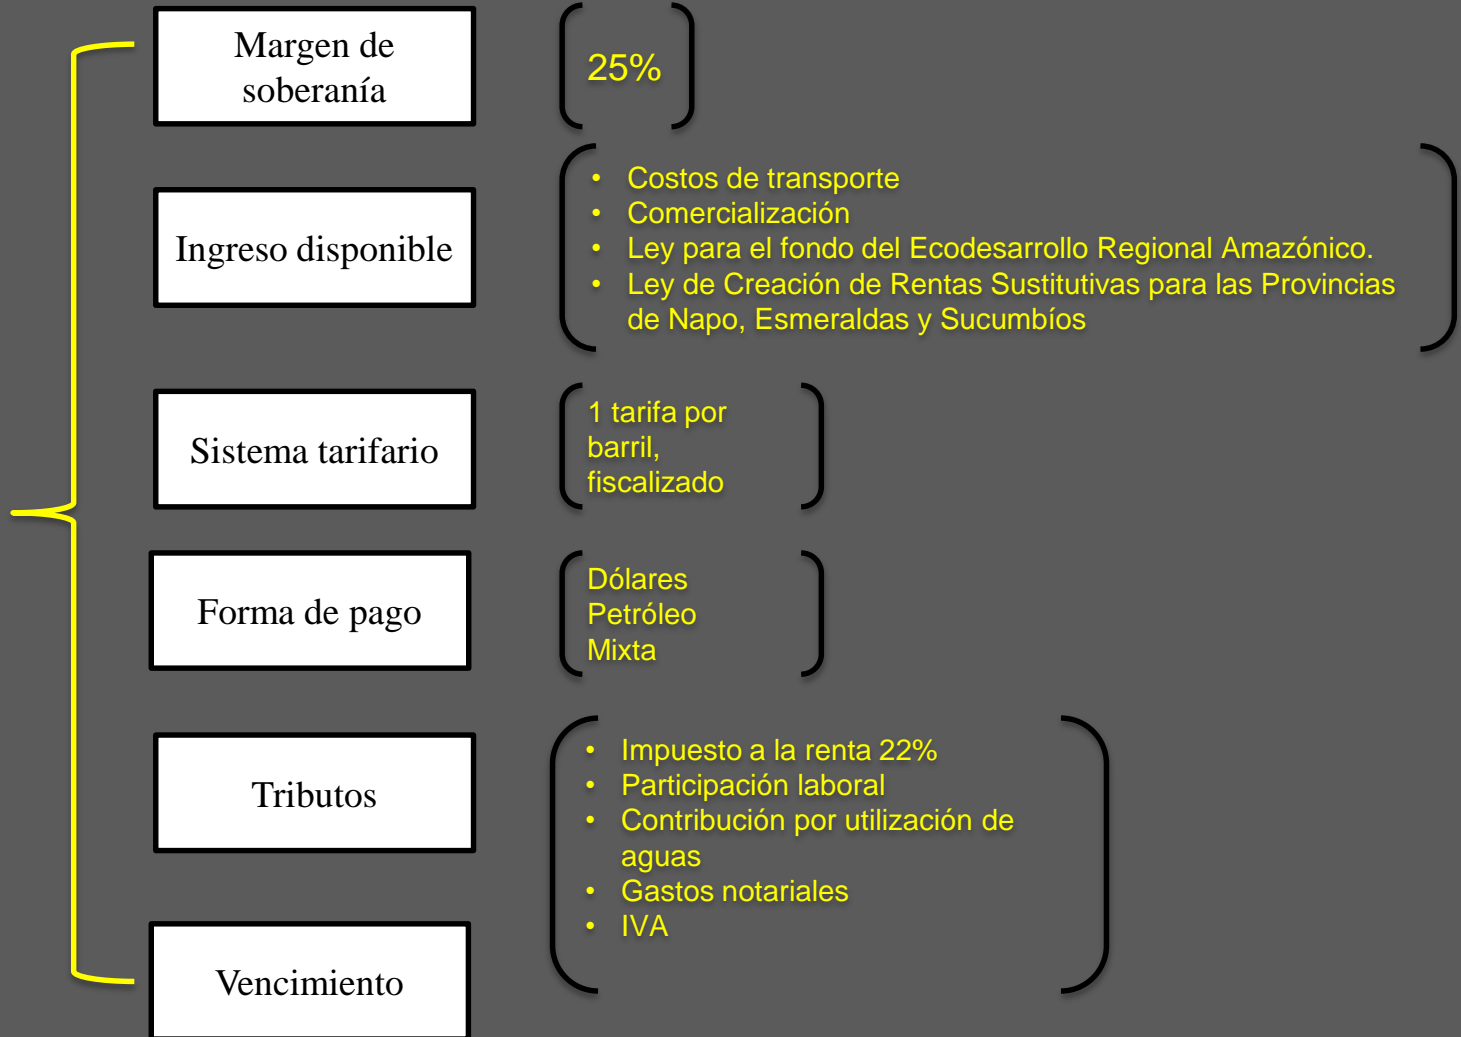 Margen de
soberanía
25%
Ingreso disponible
• Costos de transporte
• Comercialización
• Ley para el fondo del Ecodesarrollo Regional Amazónico.
• Ley de Creación de Rentas Sustitutivas para las Provincias
de Napo, Esmeraldas y Sucumbíos
Sistema tarifario
1 tarifa por
barril,
fiscalizado
Forma de pago
Dólares
Petróleo
Mixta
Tributos
• Impuesto a la renta 22%
• Participación laboral
• Contribución por utilización de
aguas
• Gastos notariales
• IVA
Vencimiento